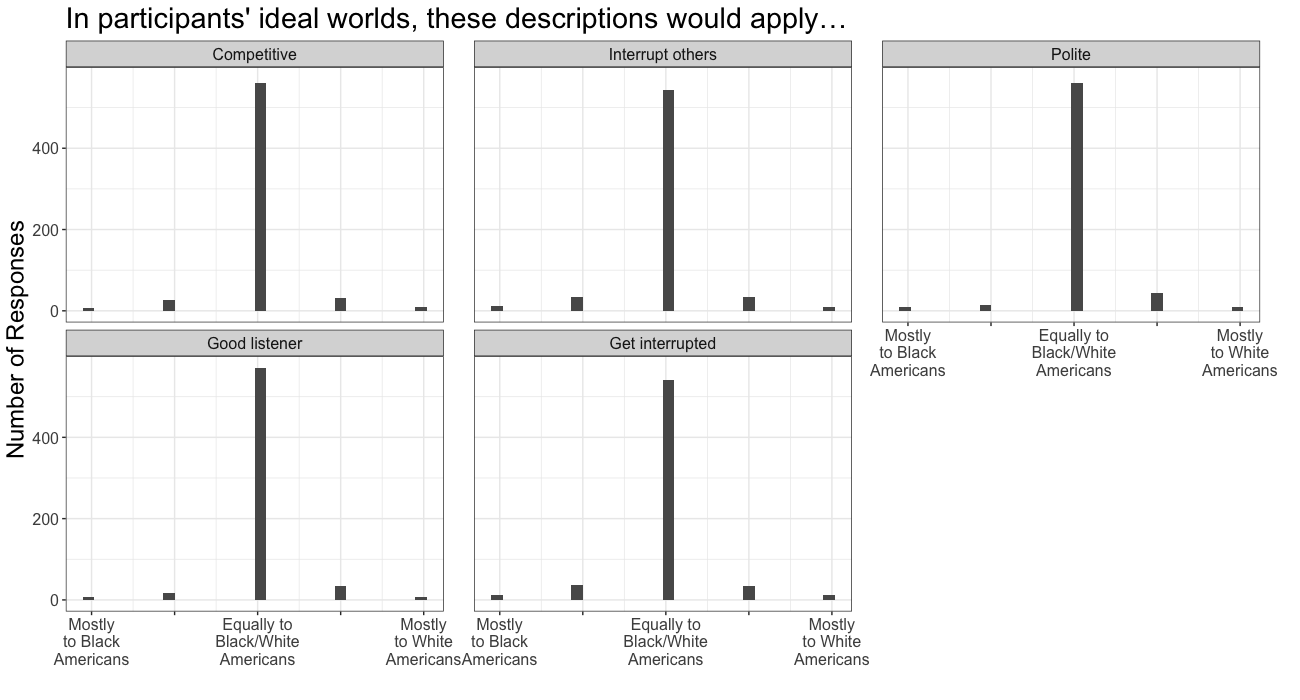 In participants' ideal worlds, these descriptions would apply…
Competitive
Interrupt others
Polite
Number of Responses
400
200
0
Mostly
to Black
Americans
Equally to
Black/White
Americans
Mostly
to White
Americans
Good listener
Get interrupted
400
200
0
Mostly
to Black
Americans
Equally to
Black/White
Americans
Mostly
to White
Americans
Mostly
to Black
Americans
Equally to
Black/White
Americans
Mostly
to White
Americans